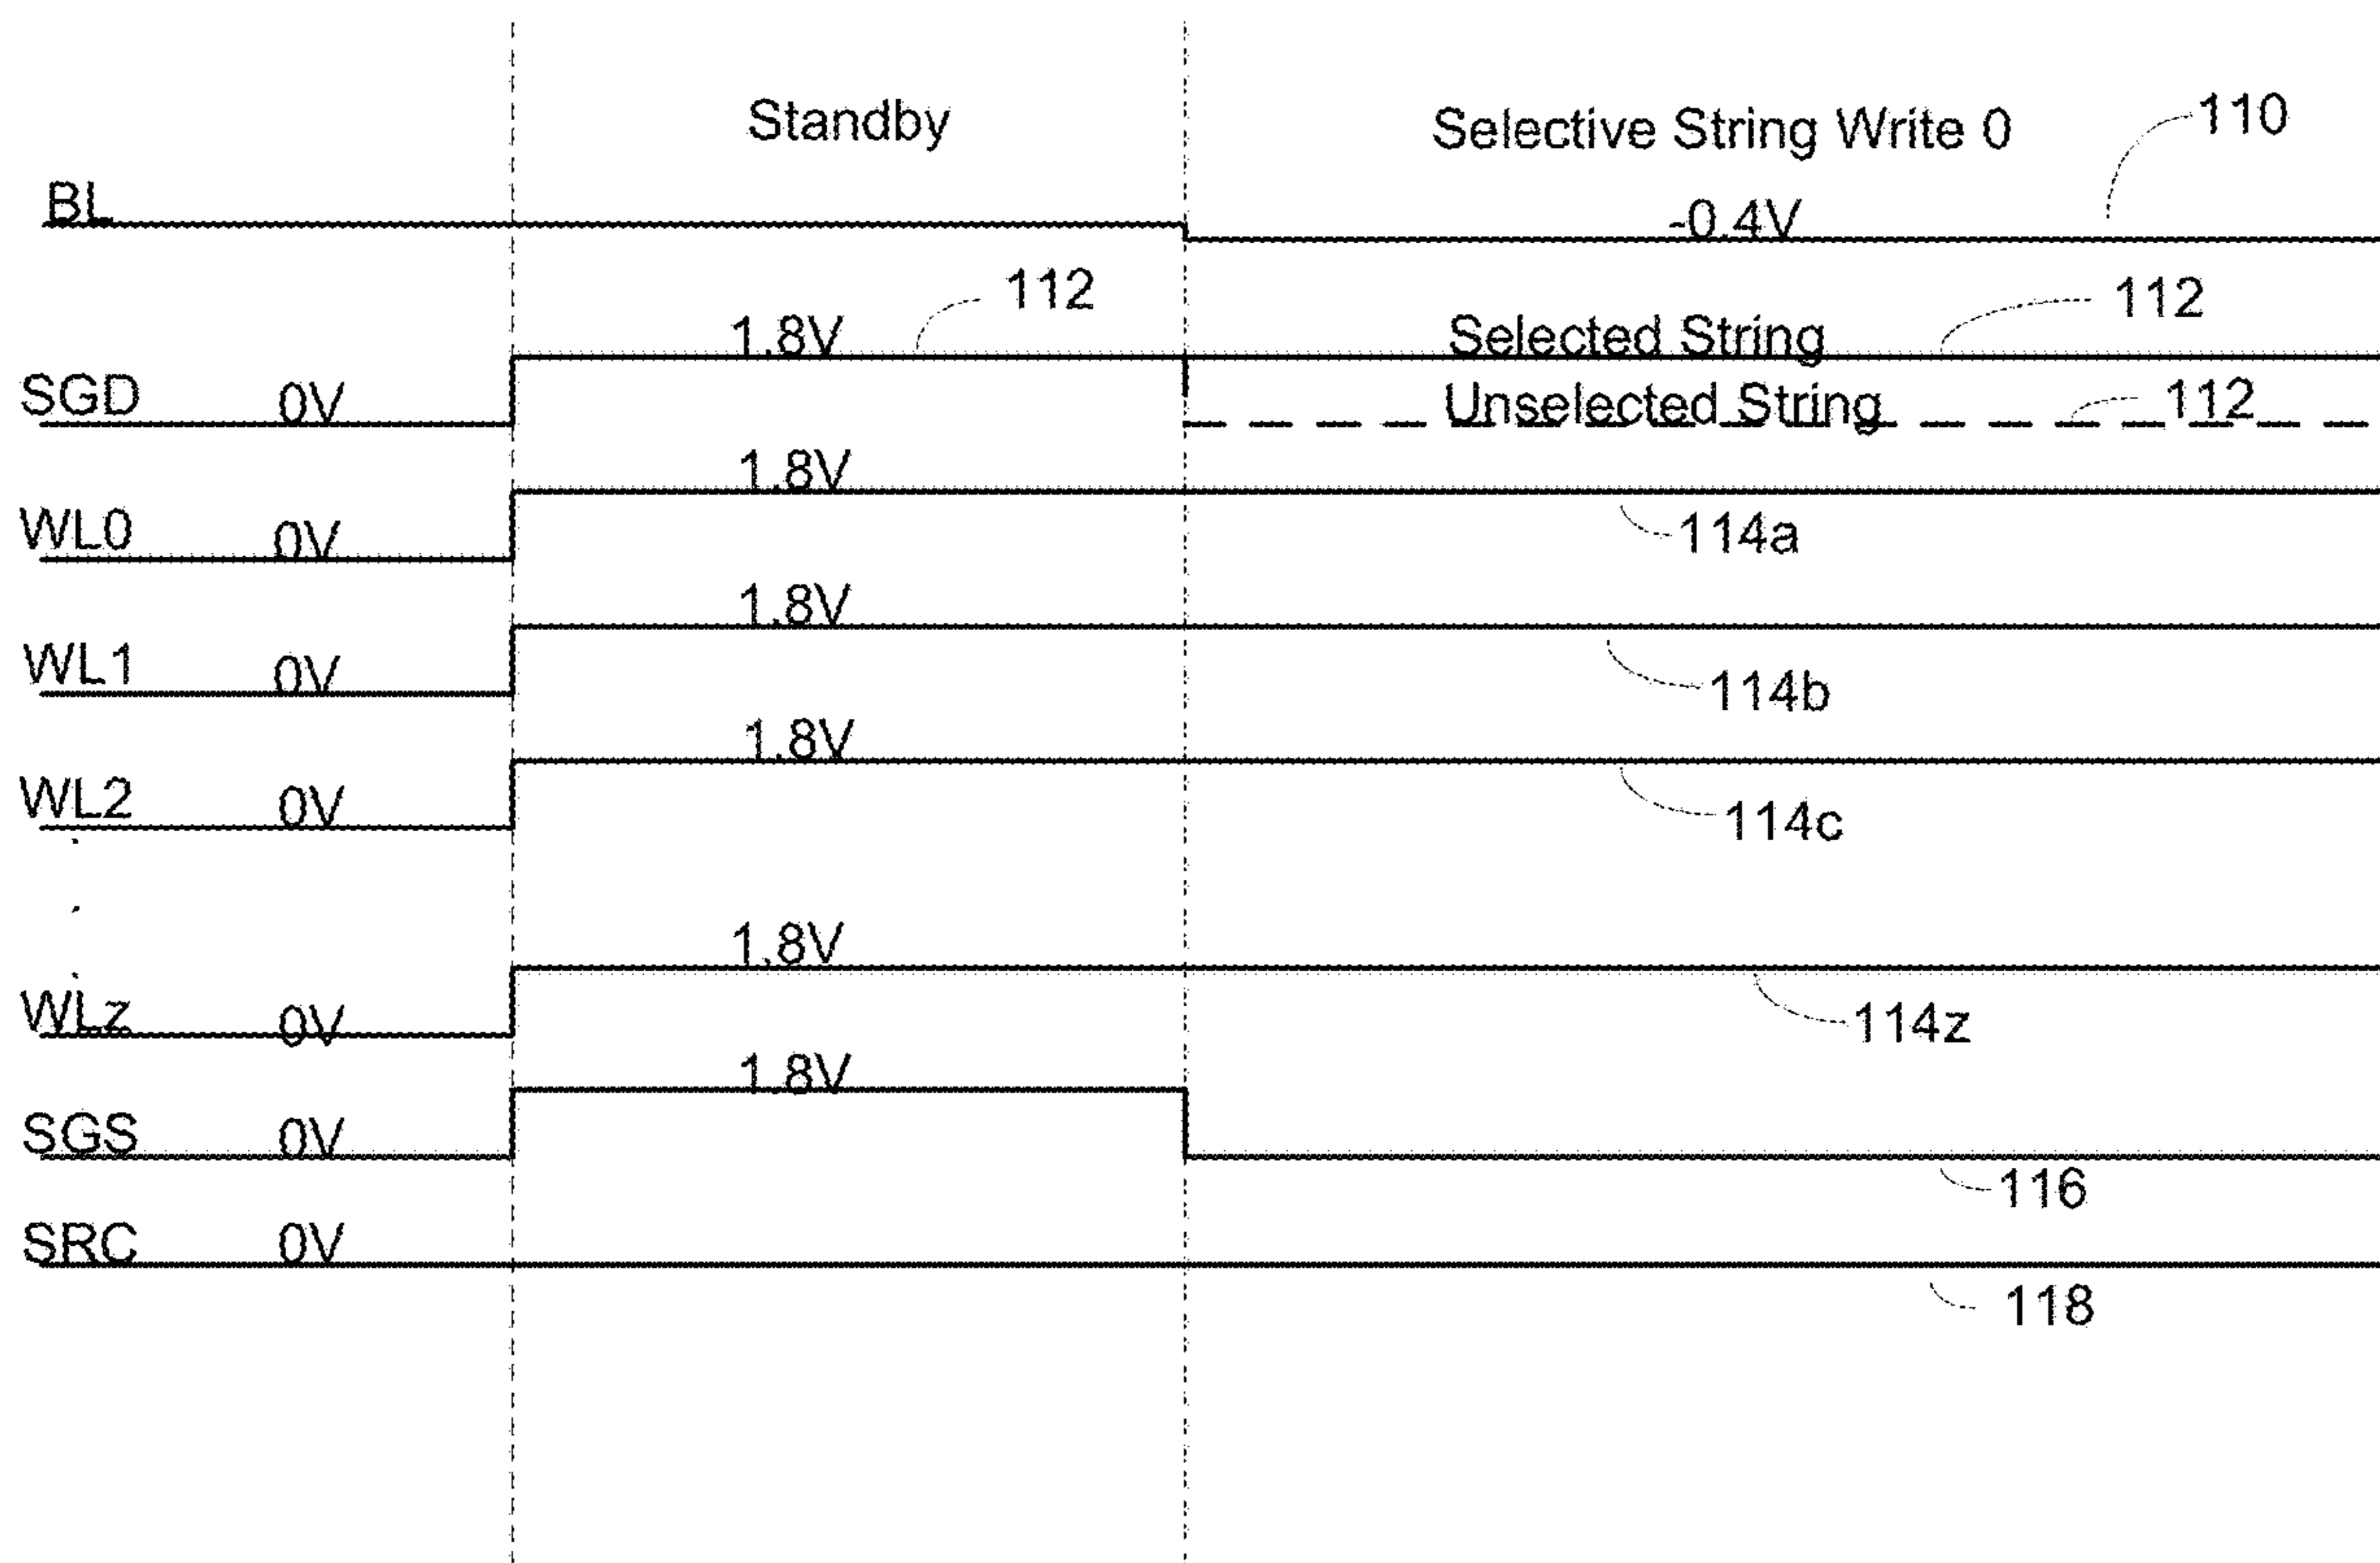 Standby
Selective String Write 0
110
BL
-0.4V
112
112
1.8V
Selected String
SGD
0V
Unselected String
112
1.8V
WL0
0V
114a
1.8V
WL1
0V
114b
1.8V
WL2
0V
114c
1.8V
WLz
0V
114z
1.8V
SGS
0V
116
SRC
0V
118